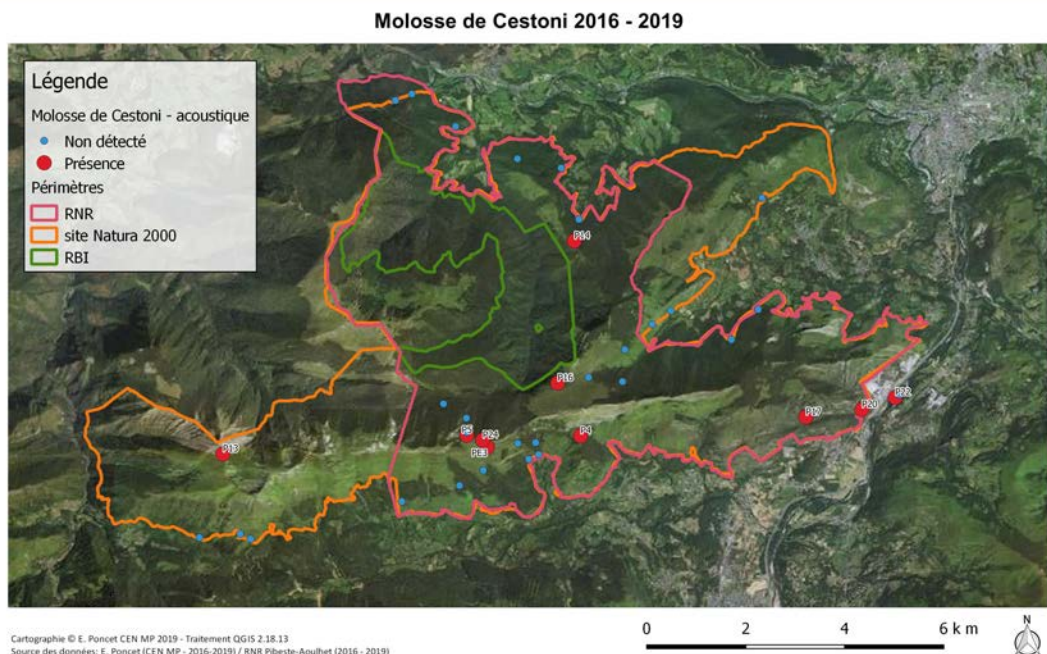 Molosse de Cestoni 2016 - 2019
Légende
Molosse de Cestoni - acoustique
Non détecté
Présence
Périmètres
RNR
site Natura 2000
RBI
P14
P16
P22
P20
P17
P5
P24
P4
PE3
P13
0 2 4 6 km
N
Cartographie © E. Poncet CEN MP 2019 - Traitement QGIS 2.18.13
Source des données: E. Poncet (CEN MP - 2016-2019) / RNR Pibeste-Aoulhet (2016 - 2019)